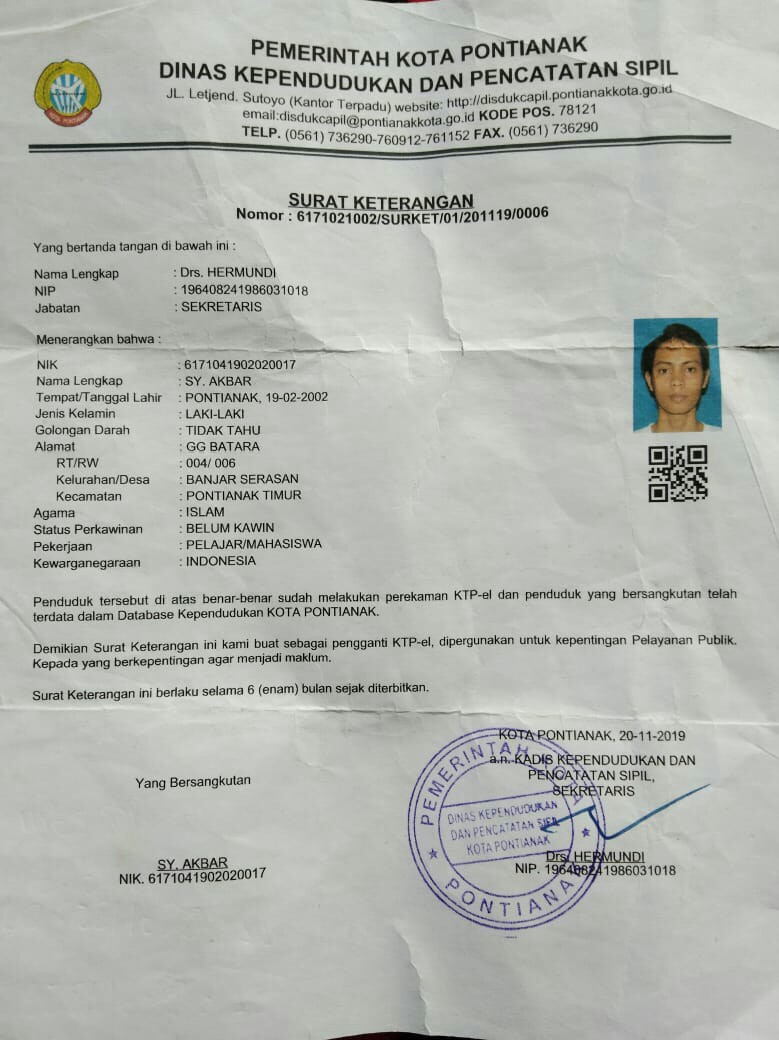 PEMERINTAH KOTA PONTIANAK
DINAS KEPENDUDUKAN DAN PENCATATAN SIPIL
JL. Letjend. Sutoyo (Kantor Terpadu) website: http://disdukcapil.pontianakkota.go.id
email:disdukcapil@pontianakkota.go.id KODE POS. 78121
TELP. (0561) 736290-760912-761152 FAX. (0561) 736290
KOTA PONTIANAK
SURAT KETERANGAN
Nomor : 6171021002/SURKET/01/201119/0006
Yang bertanda tangan di bawah ini :
Nama Lengkap : Drs. HERMUNDI
NIP : 196408241986031018
Jabatan : SEKRETARIS
Menerangkan bahwa :
NIK : 6171041902020017
Nama Lengkap : SY. AKBAR
Tempat/Tanggal Lahir : PONTIANAK, 19-02-2002
Jenis Kelamin : LAKI-LAKI
Golongan Darah : TIDAK TAHU
Alamat : GG BATARA
RT/RW : 004/ 006
Kelurahan/Desa : BANJAR SERASAN
Kecamatan : PONTIANAK TIMUR
Agama : ISLAM
Status Perkawinan : BELUM KAWIN
Pekerjaan : PELAJAR/MAHASISWA
Kewarganegaraan : INDONESIA
Penduduk tersebut di atas benar-benar sudah melakukan perekaman KTP-el dan penduduk yang bersangkutan telah
terdata dalam Database Kependudukan KOTA PONTIANAK.
Demikian Surat Keterangan ini kami buat sebagai pengganti KTP-el, dipergunakan untuk kepentingan Pelayanan Publik.
Kepada yang berkepentingan agar menjadi maklum.
Surat Keterangan ini berlaku selama 6 (enam) bulan sejak diterbitkan.
KOTA PONTIANAK, 20-11-2019
a.n. KADIS KEPENDUDUKAN DAN
PENCATATAN SIPIL,
SEKRETARIS
Yang Bersangkutan
PEMERINTAH KOTA
DINAS KEPENDUDUKAN
DAN PENCATATAN SIPIL
KOTA PONTIANAK
PONTIANAK
SY. AKBAR
NIK. 6171041902020017
Drs. HERMUNDI
NIP. 196408241986031018